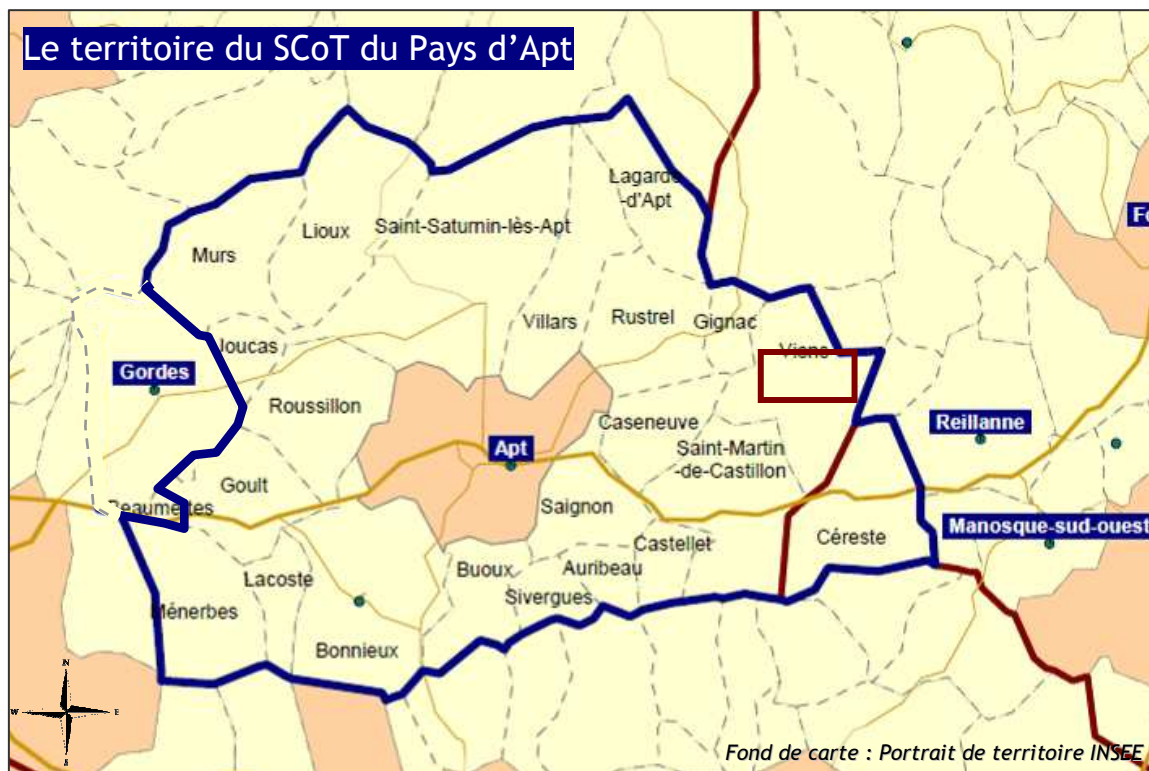 Le territoire du SCoT du Pays d’Apt
Lagarde
-d'Apt
Lioux
Saint-Saturnin-lès-Apt
Murs
Villars
Rustrel
Gignac
Joucas
Viens
Gordes
Roussillon
Caseneuve
Reillanne
Apt
Saint-Martin
-de-Castillon
Goult
Beaumettes
Saignon
Manosque-sud-ouest
Castellet
Céreste
Lacoste
Buoux
Auribeau
Ménerbes
Sivergues
Bonnieux
N
W
E
S
Fond de carte : Portrait de territoire INSEE